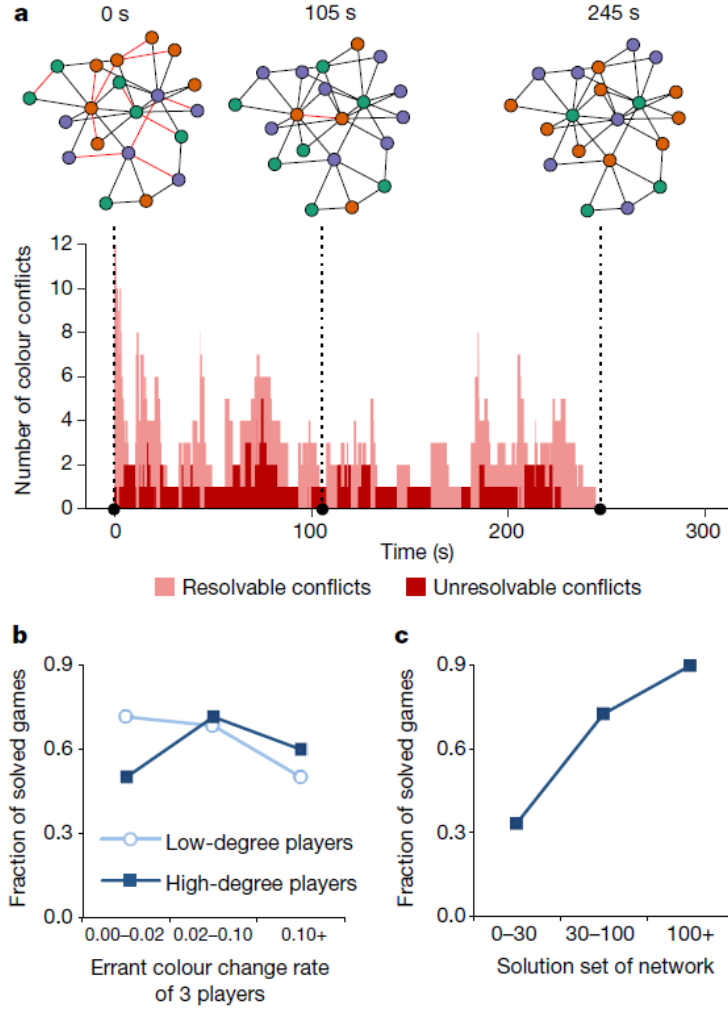 a
0 s 105 s 245 s
12
10
8
6
4
2
0
Number of colour conflicts
0 100 200 300
Time (s)
Resolvable conflicts Unresolvable conflicts
b
0.9
0.6
0.3
0.0
Fraction of solved games
Low-degree players
High-degree players
0.00–0.02 0.02–0.10 0.10+
Errant colour change rate
of 3 players
c
0.9
0.6
0.3
0.0
Fraction of solved games
0–30 30–100 100+
Solution set of network